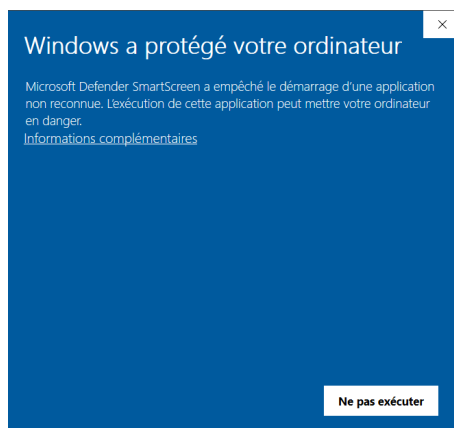 Windows a protégé votre ordinateur
Microsoft Defender SmartScreen a empêché le démarrage d'une application
non reconnue. L'exécution de cette application peut mettre votre ordinateur
en danger.
Informations complémentaires
Ne pas exécuter